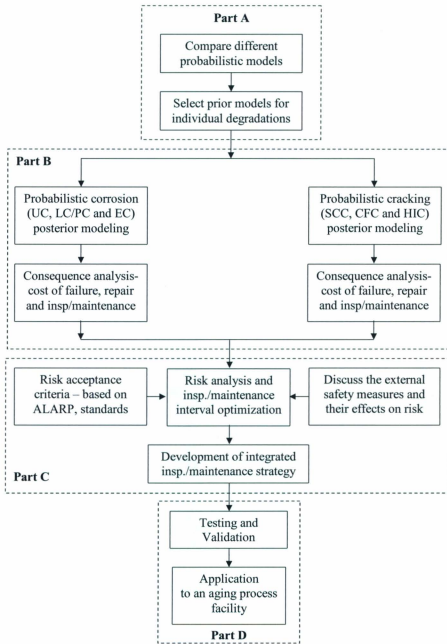 Part A
Compare different
probabilistic models
Select prior models for
individual degradations
Part B
Probabilistic corrosion
(UC, LC/PC and EC)
posterior modeling
Probabilistic cracking
(SCC, CFC and HIC)
posterior modeling
Consequence analysis-
cost of failure, repair
and insp/maintenance
Consequence analysis-
cost of failure, repair
and insp/maintenance
Risk acceptance
criteria – based on
ALARP, standards
Risk analysis and
insp./maintenance
interval optimization
Discuss the external
safety measures and
their effects on risk
Development of integrated
insp./maintenance strategy
Part C
Testing and
Validation
Application
to an aging process
facility
Part D